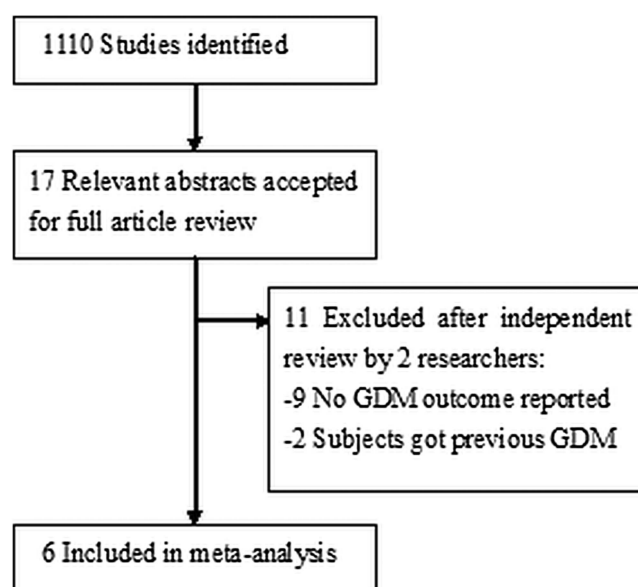 1110 Studies identified
17 Relevant abstracts accepted
for full article review
11 Excluded after independent
review by 2 researchers:
-9 No GDM outcome reported
-2 Subjects got previous GDM
6 Included in meta-analysis